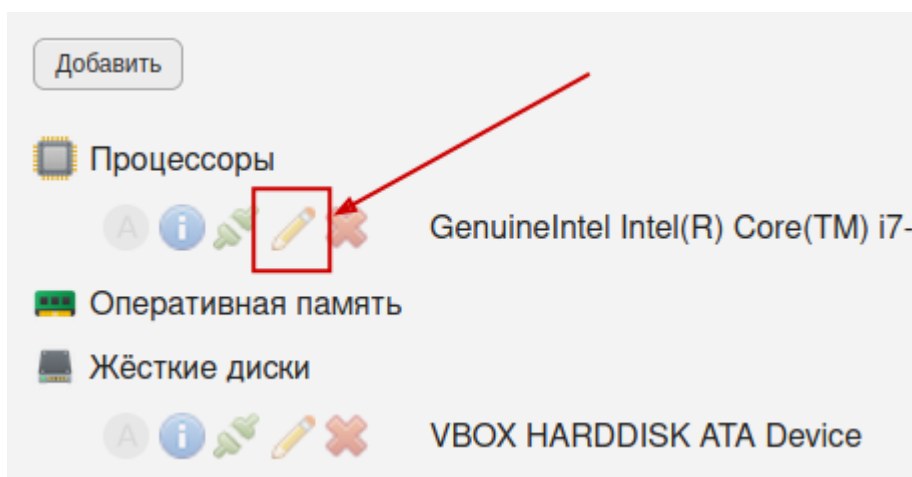 Добавить
Процессоры
A
GenuineIntel Intel(R) Core(TM) i7-
Оперативная память
Жёсткие диски
A
VBOX HARDDISK ATA Device